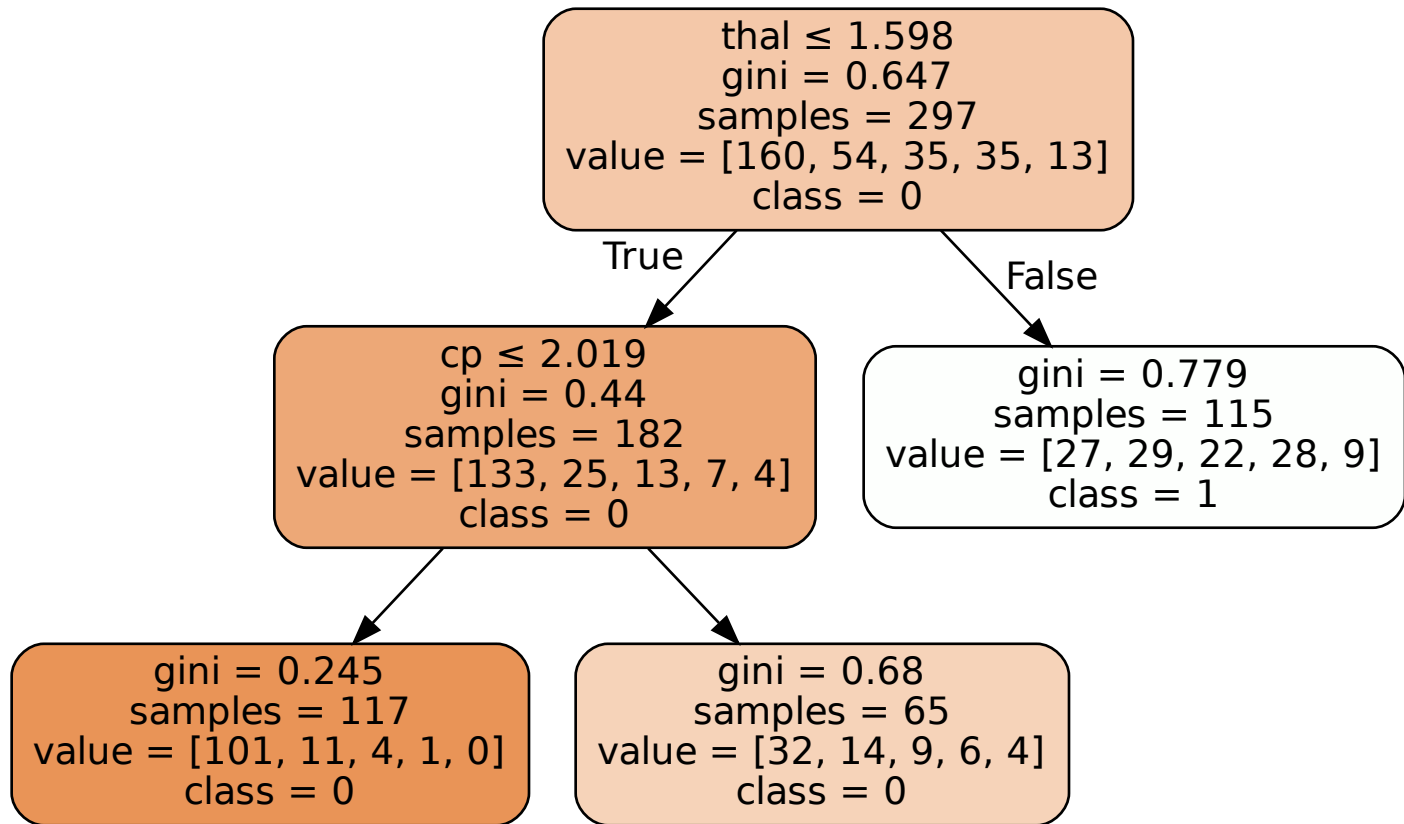 thal ≤ 1.598
gini = 0.647
samples = 297
value = [160, 54, 35, 35, 13]
class = 0
True
False
cp ≤ 2.019
gini = 0.44
samples = 182
value = [133, 25, 13, 7, 4]
class = 0
gini = 0.779
samples = 115
value = [27, 29, 22, 28, 9]
class = 1
gini = 0.245
samples = 117
value = [101, 11, 4, 1, 0]
class = 0
gini = 0.68
samples = 65
value = [32, 14, 9, 6, 4]
class = 0